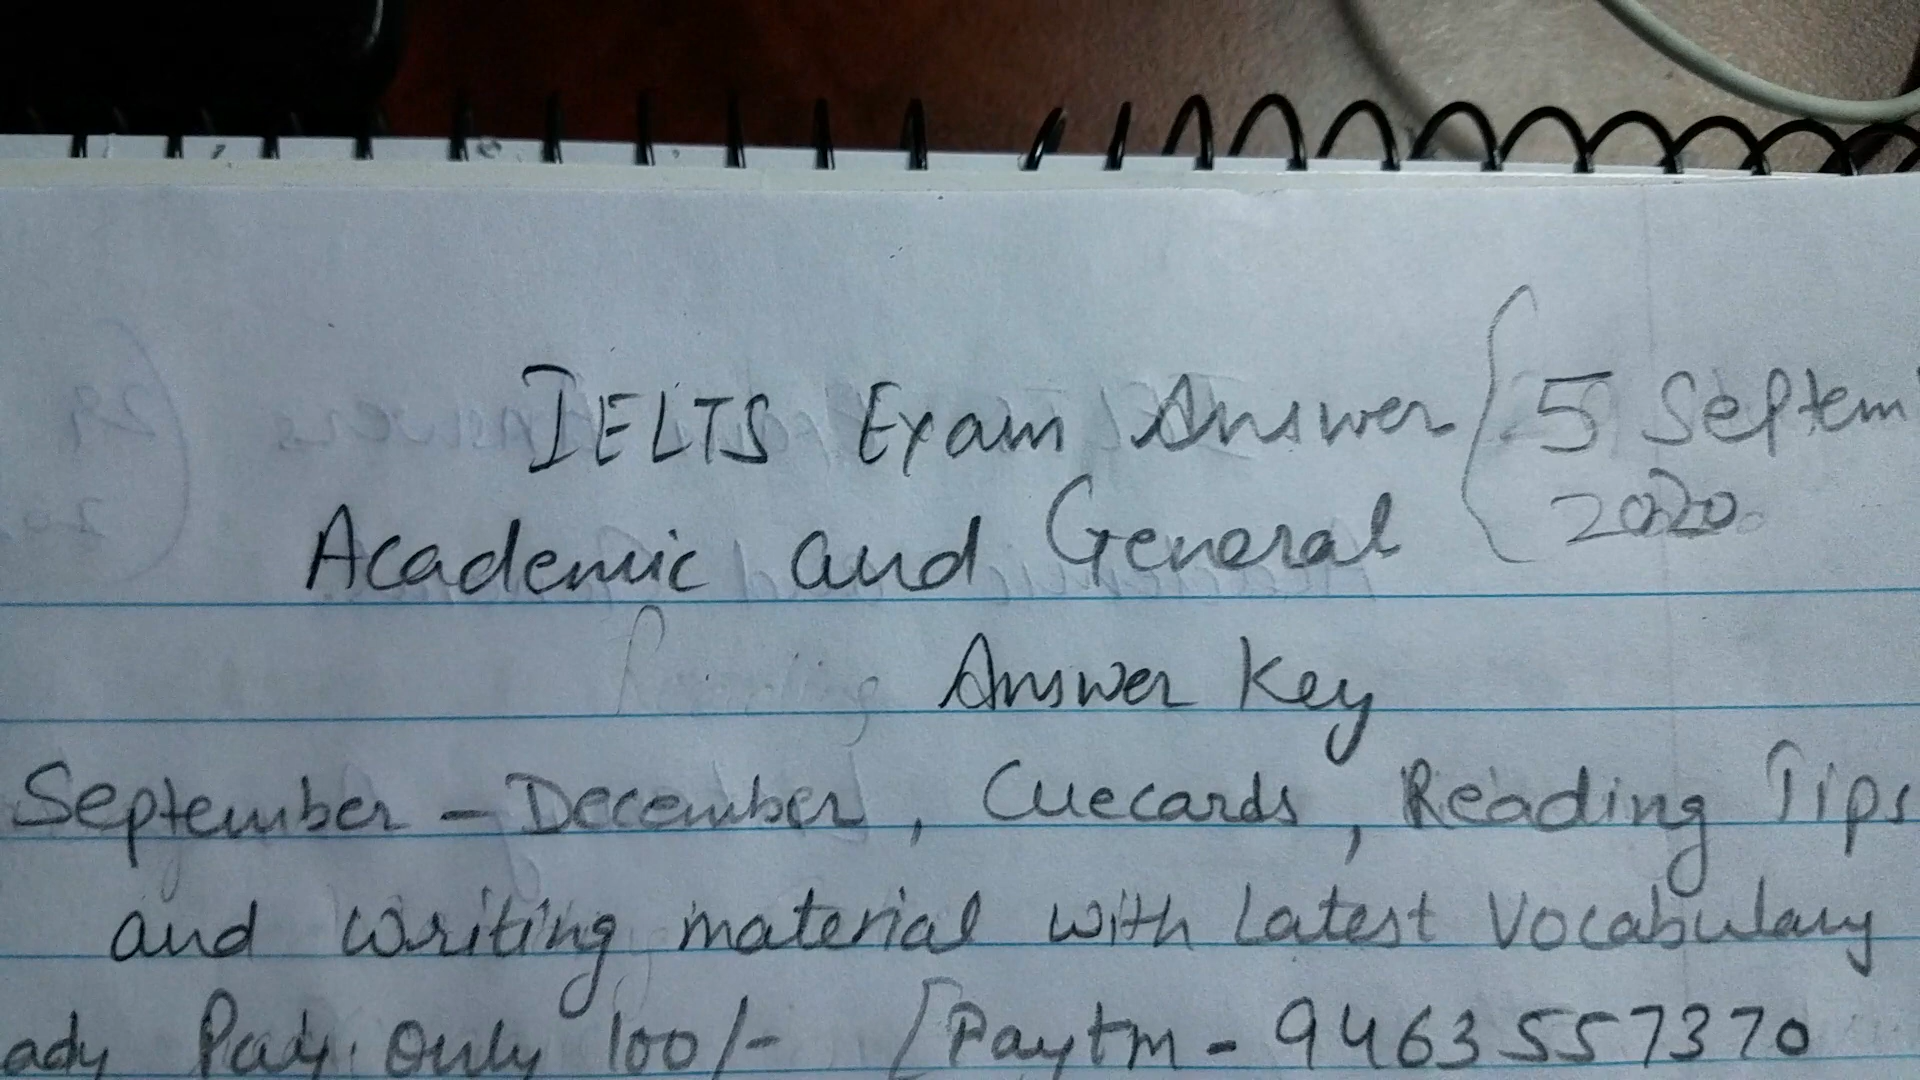 IELTS Exam Answer ( 5 Septem
2020
Academic and General
Answer Key
September - December, Cuecards, Reading Tips
and writing material with Latest Vocabulary
ady Pay Only 100/- [Paytm - 9463557370